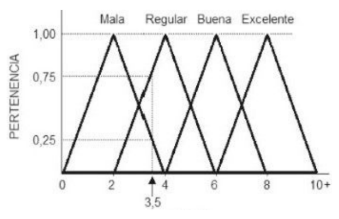 Mala Regular Buena Excelente
1,00
0,75
0,25
PERTENENCIA
0 2 4 6 8 10+
3,5